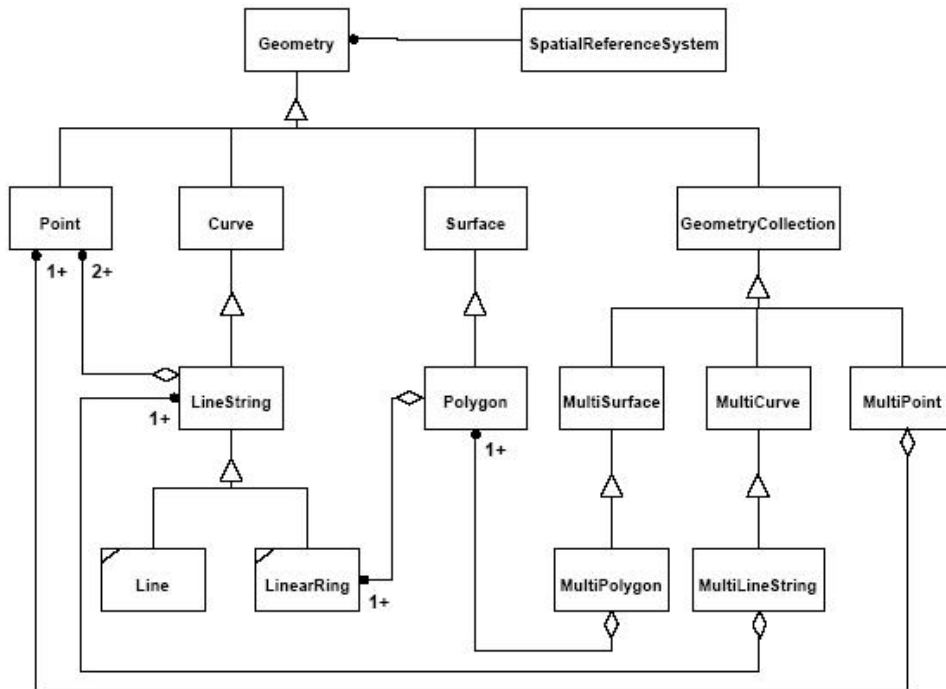 Geometry
SpatialReferenceSystem
Point
Curve
Surface
GeometryCollection
1+
2+
LineString
Polygon
MultiSurface
MultiCurve
MultiPoint
1+
1+
Line
LinearRing
MultiPolygon
MultiLineString
1+